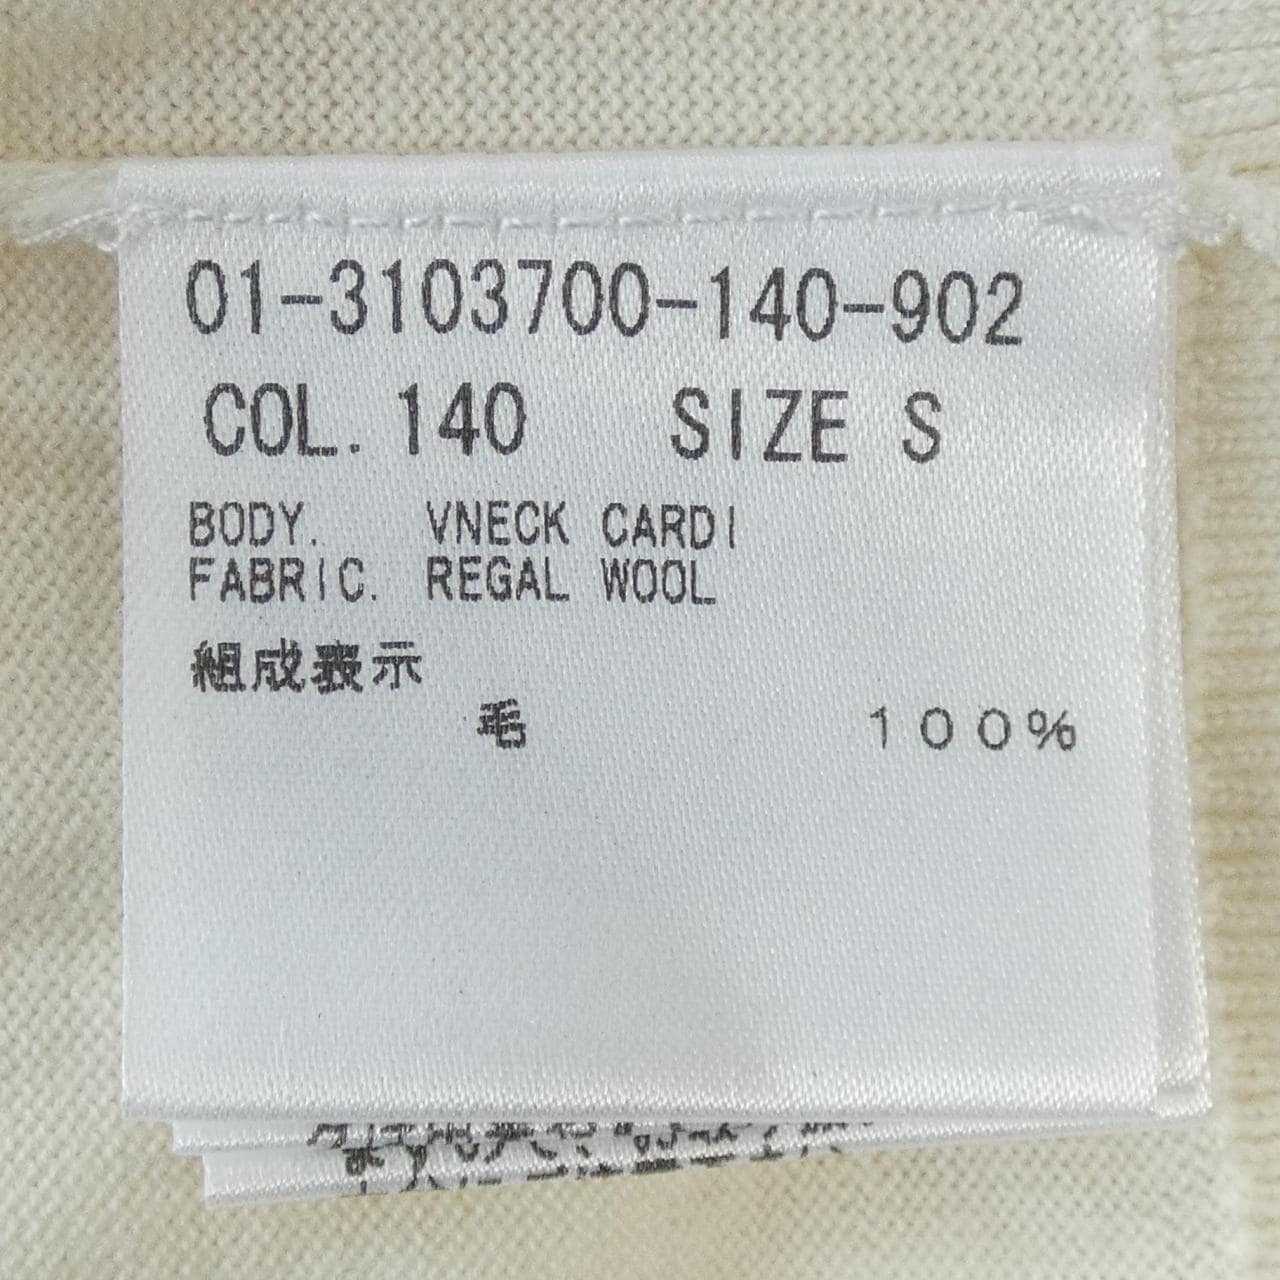 01-3103700-140-902
COL. 140 SIZE S
BODY. VNECK CARDI
FABRIC. REGAL WOOL
組成表示
毛 100%